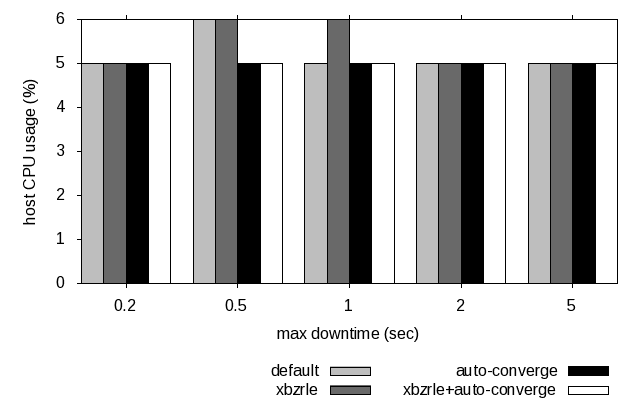 6
5
4
3
2
1
0
host CPU usage (%)
0.2 0.5 1 2 5
max downtime (sec)
default auto-converge
xbzrle xbzrle+auto-converge